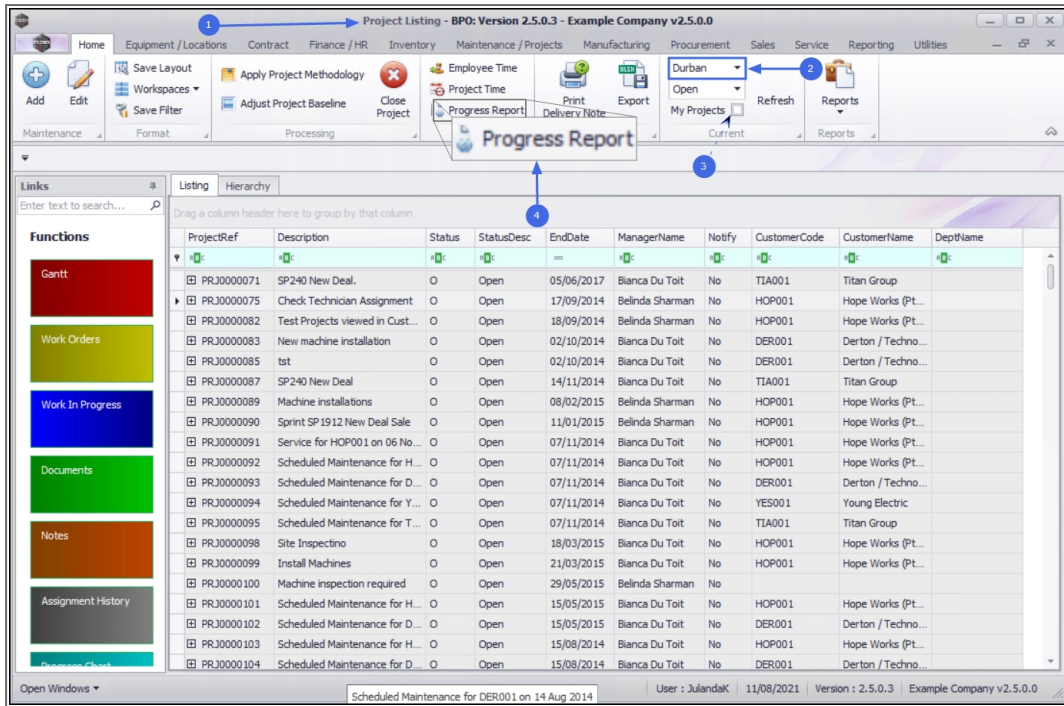 1
Project Listing - BPO: Version 2.5.0.3 - Example Company v2.5.0.0
Home Equipment / Locations Contract Finance / HR Inventory Maintenance / Projects Manufacturing Procurement Sales Service Reporting Utilities
Add
Edit
Maintenance
Save Layout
Workspaces
Save Filter
Format
Apply Project Methodology
Adjust Project Baseline
Close
Project
Processing
Employee Time
Project Time
Progress Report
Print
Delivery Note
Export
Durban
2
Open
My Projects
Refresh
Current
Reports
Reports
Progress Report
3
4
Links
Enter text to search...
Functions
Gantt
Work Orders
Work In Progress
Documents
Notes
Assignment History
Progress Chart
Listing Hierarchy
Drag a column header here to group by that column
ProjectRef Description Status StatusDesc EndDate ManagerName Notify CustomerCode CustomerName DeptName
PRJ0000071 SP240 New Deal. O Open 05/06/2017 Bianca Du Toit No TIA001 Titan Group
PRJ0000075 Check Technician Assignment O Open 17/09/2014 Belinda Sharman No HOP001 Hope Works (Pt...
PRJ0000082 Test Projects viewed in Cust... O Open 18/09/2014 Belinda Sharman No HOP001 Hope Works (Pt...
PRJ0000083 New machine installation O Open 02/10/2014 Bianca Du Toit No DER001 Derton / Techno...
PRJ0000085 tst O Open 02/10/2014 Bianca Du Toit No DER001 Derton / Techno...
PRJ0000087 SP240 New Deal O Open 14/11/2014 Bianca Du Toit No TIA001 Titan Group
PRJ0000089 Machine installations O Open 08/02/2015 Belinda Sharman No HOP001 Hope Works (Pt...
PRJ0000090 Sprint SP1912 New Deal Sale O Open 11/01/2015 Belinda Sharman No HOP001 Hope Works (Pt...
PRJ0000091 Service for HOP001 on 06 No... O Open 07/11/2014 Bianca Du Toit No HOP001 Hope Works (Pt...
PRJ0000092 Scheduled Maintenance for H... O Open 07/11/2014 Bianca Du Toit No HOP001 Hope Works (Pt...
PRJ0000093 Scheduled Maintenance for D... O Open 07/11/2014 Bianca Du Toit No DER001 Derton / Techno...
PRJ0000094 Scheduled Maintenance for Y... O Open 07/11/2014 Bianca Du Toit No YES001 Young Electric
PRJ0000095 Scheduled Maintenance for T... O Open 07/11/2014 Bianca Du Toit No TIA001 Titan Group
PRJ0000098 Site Inspectino O Open 18/03/2015 Bianca Du Toit No HOP001 Hope Works (Pt...
PRJ0000099 Install Machines O Open 21/03/2015 Bianca Du Toit No HOP001 Hope Works (Pt...
PRJ0000100 Machine inspection required O Open 29/05/2015 Belinda Sharman No
PRJ0000101 Scheduled Maintenance for H... O Open 15/05/2015 Bianca Du Toit No HOP001 Hope Works (Pt...
PRJ0000102 Scheduled Maintenance for D... O Open 15/05/2015 Bianca Du Toit No DER001 Derton / Techno...
PRJ0000103 Scheduled Maintenance for H... O Open 15/08/2014 Bianca Du Toit No HOP001 Hope Works (Pt...
PRJ0000104 Scheduled Maintenance for D... O Open 15/08/2014 Bianca Du Toit No DER001 Derton / Techno...
Open Windows
Scheduled Maintenance for DER001 on 14 Aug 2014
User : JulandaK 11/08/2021 Version : 2.5.0.3 Example Company v2.5.0.0